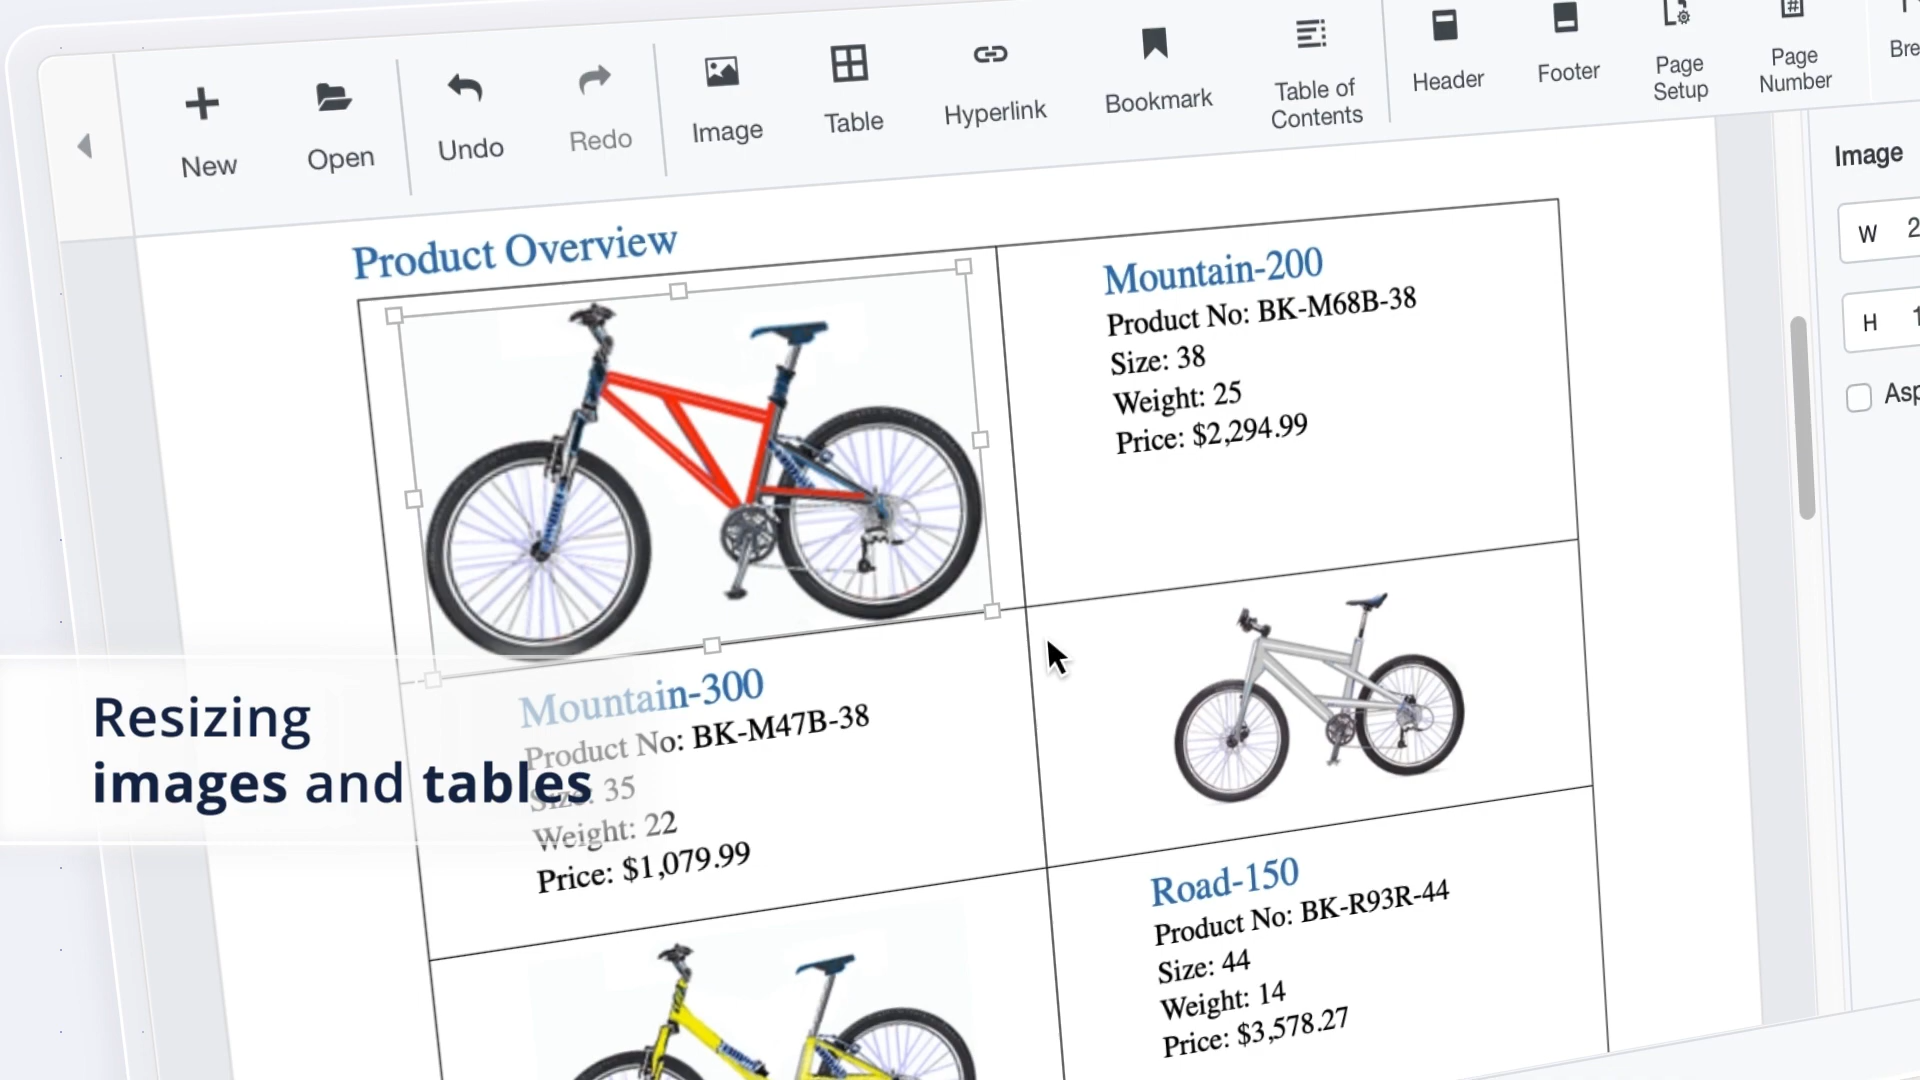 New
Open
Undo
Redo
Image
Table
Hyperlink
Bookmark
Table of
Contents
Header
Footer
Page
Setup
Page
Number
Image
W
H
Product Overview
Mountain-200
Product No: BK-M68B-38
Size: 38
Weight: 25
Price: $2,294.99
Mountain-300
Product No: BK-M47B-38
Size: 35
Weight: 22
Price: $1,079.99
Road-150
Product No: BK-R93R-44
Size: 44
Weight: 14
Price: $3,578.27
Resizing
images and tables